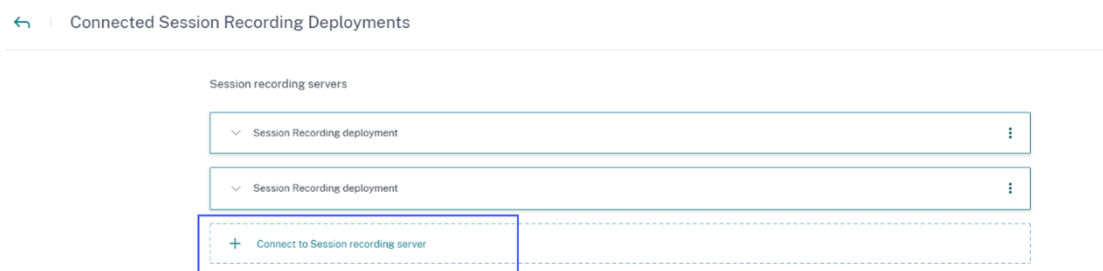 Connected Session Recording Deployments
Session recording servers
Session Recording deployment
Session Recording deployment
Connect to Session recording server